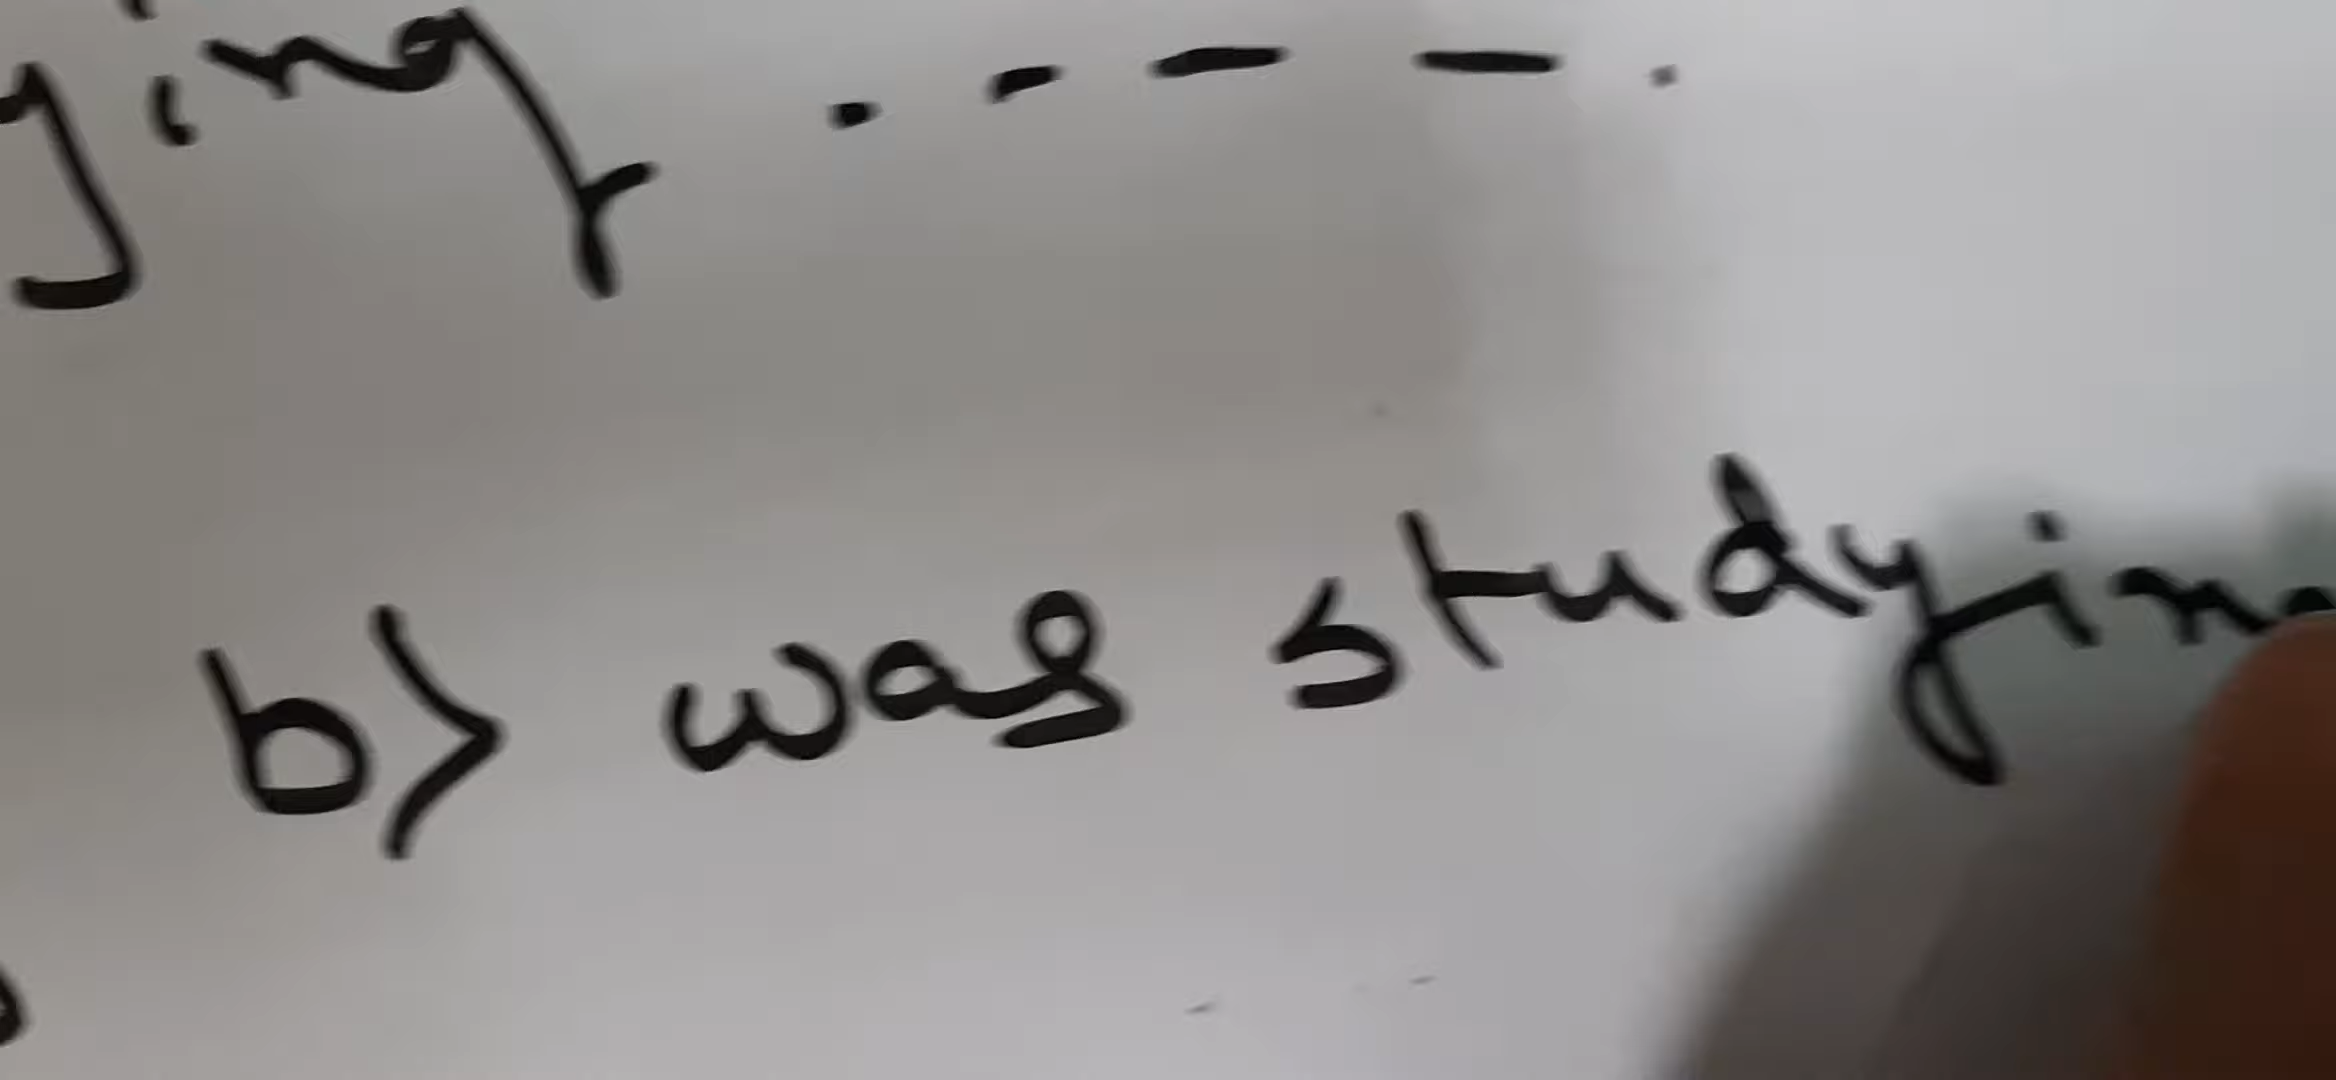 ying . - - - .
b) was studyin